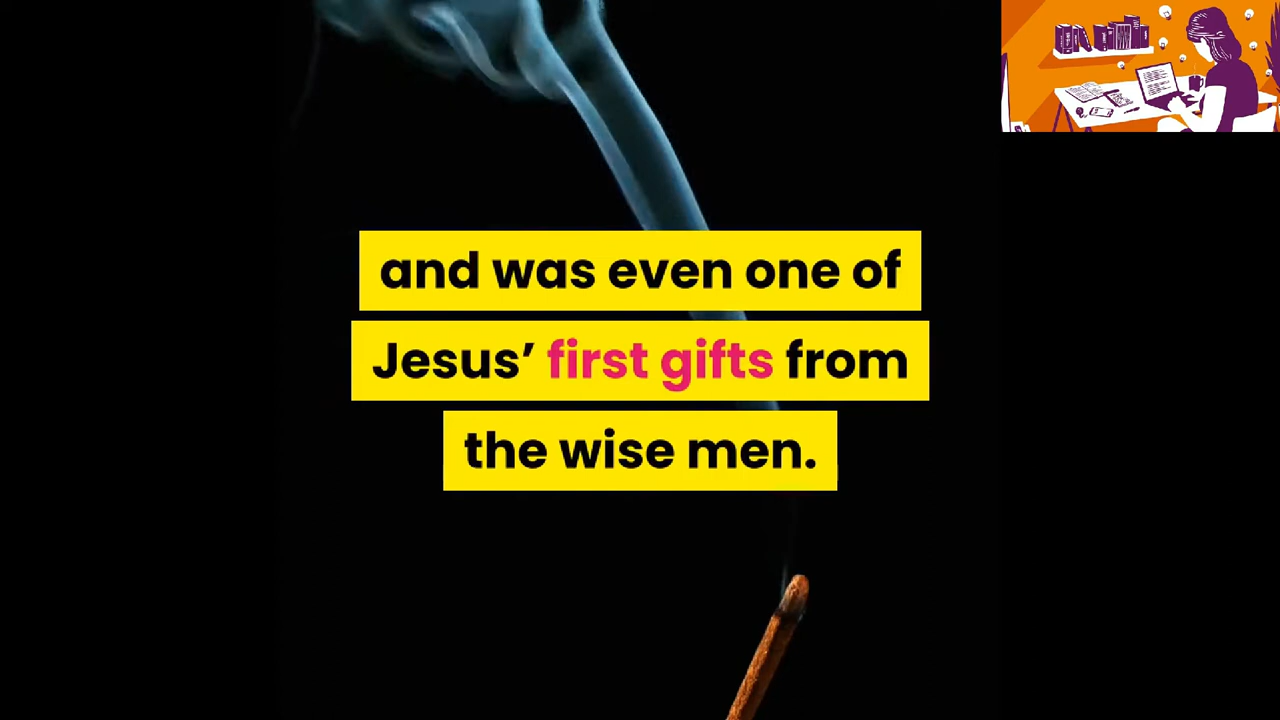 and was even one of
Jesus’ first gifts from
the wise men.